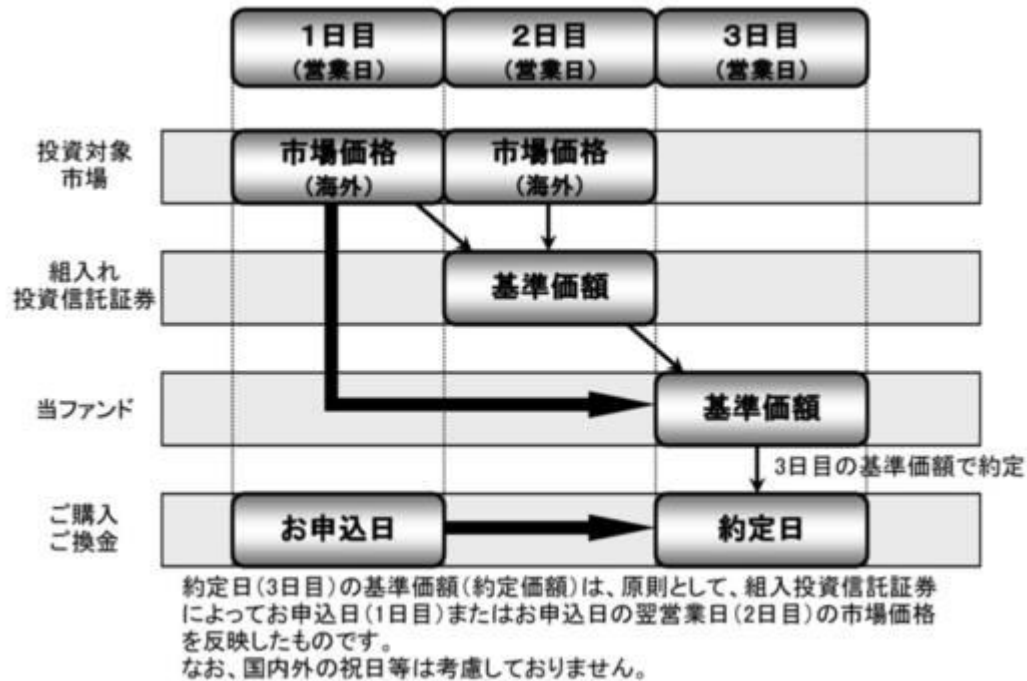 1日目
(営業日)
2日目
(営業日)
3日目
(営業日)
投資対象
市場
市場価格
(海外)
市場価格
(海外)
組入れ
投資信託証券
基準価額
当ファンド
基準価額
3日目の基準価額で約定
ご購入
ご換金
お申込日
約定日
約定日(3日目)の基準価額(約定価額)は、原則として、組入投資信託証券
によってお申込日(1日目)またはお申込日の翌営業日(2日目)の市場価格
を反映したものです。
なお、国内外の祝日等は考慮しておりません。